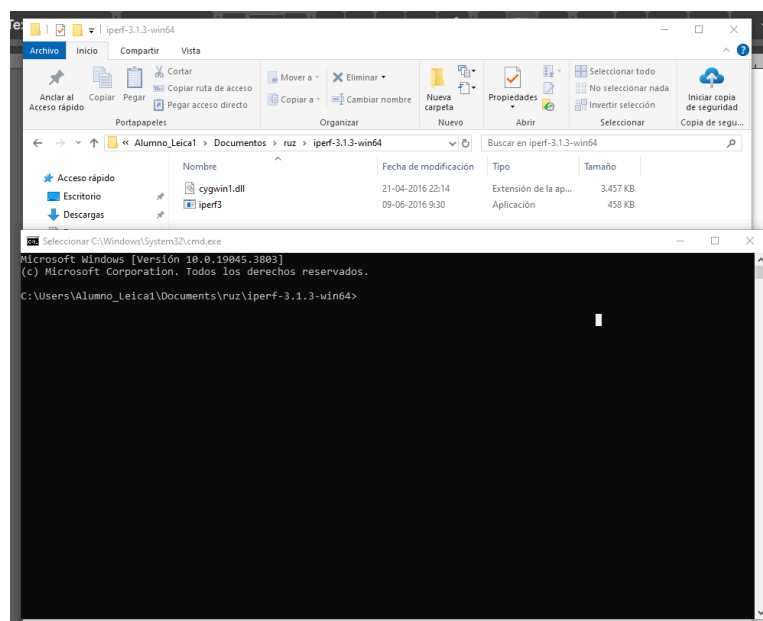 Te
iperf-3.1.3-win64
Archivo Inicio Compartir Vista
Anclar al Acceso rápido
Copiar
Pegar
Cortar
Copiar ruta de acceso
Pegar acceso directo
Portapapeles
Mover a
Copiar a
Eliminar
Cambiar nombre
Organizar
Nueva carpeta
Nuevo
Propiedades
Abrir
Seleccionar todo
No seleccionar nada
Invertir selección
Seleccionar
Iniciar copia de seguridad
Copia de segu...
« Alumno_Leica1 > Documentos > ruz > iperf-3.1.3-win64
Buscar en iperf-3.1.3-win64
Nombre Fecha de modificación Tipo Tamaño
Acceso rápido
Escritorio
Descargas
cygwin1.dll 21-04-2016 22:14 Extensión de la ap... 3.457 KB
iperf3 09-06-2016 9:30 Aplicación 458 KB
Seleccionar C:\Windows\System32\cmd.exe
Microsoft Windows [Versión 10.0.19045.3803]
(c) Microsoft Corporation. Todos los derechos reservados.
C:\Users\Alumno_Leica1\Documents\ruz\iperf-3.1.3-win64>